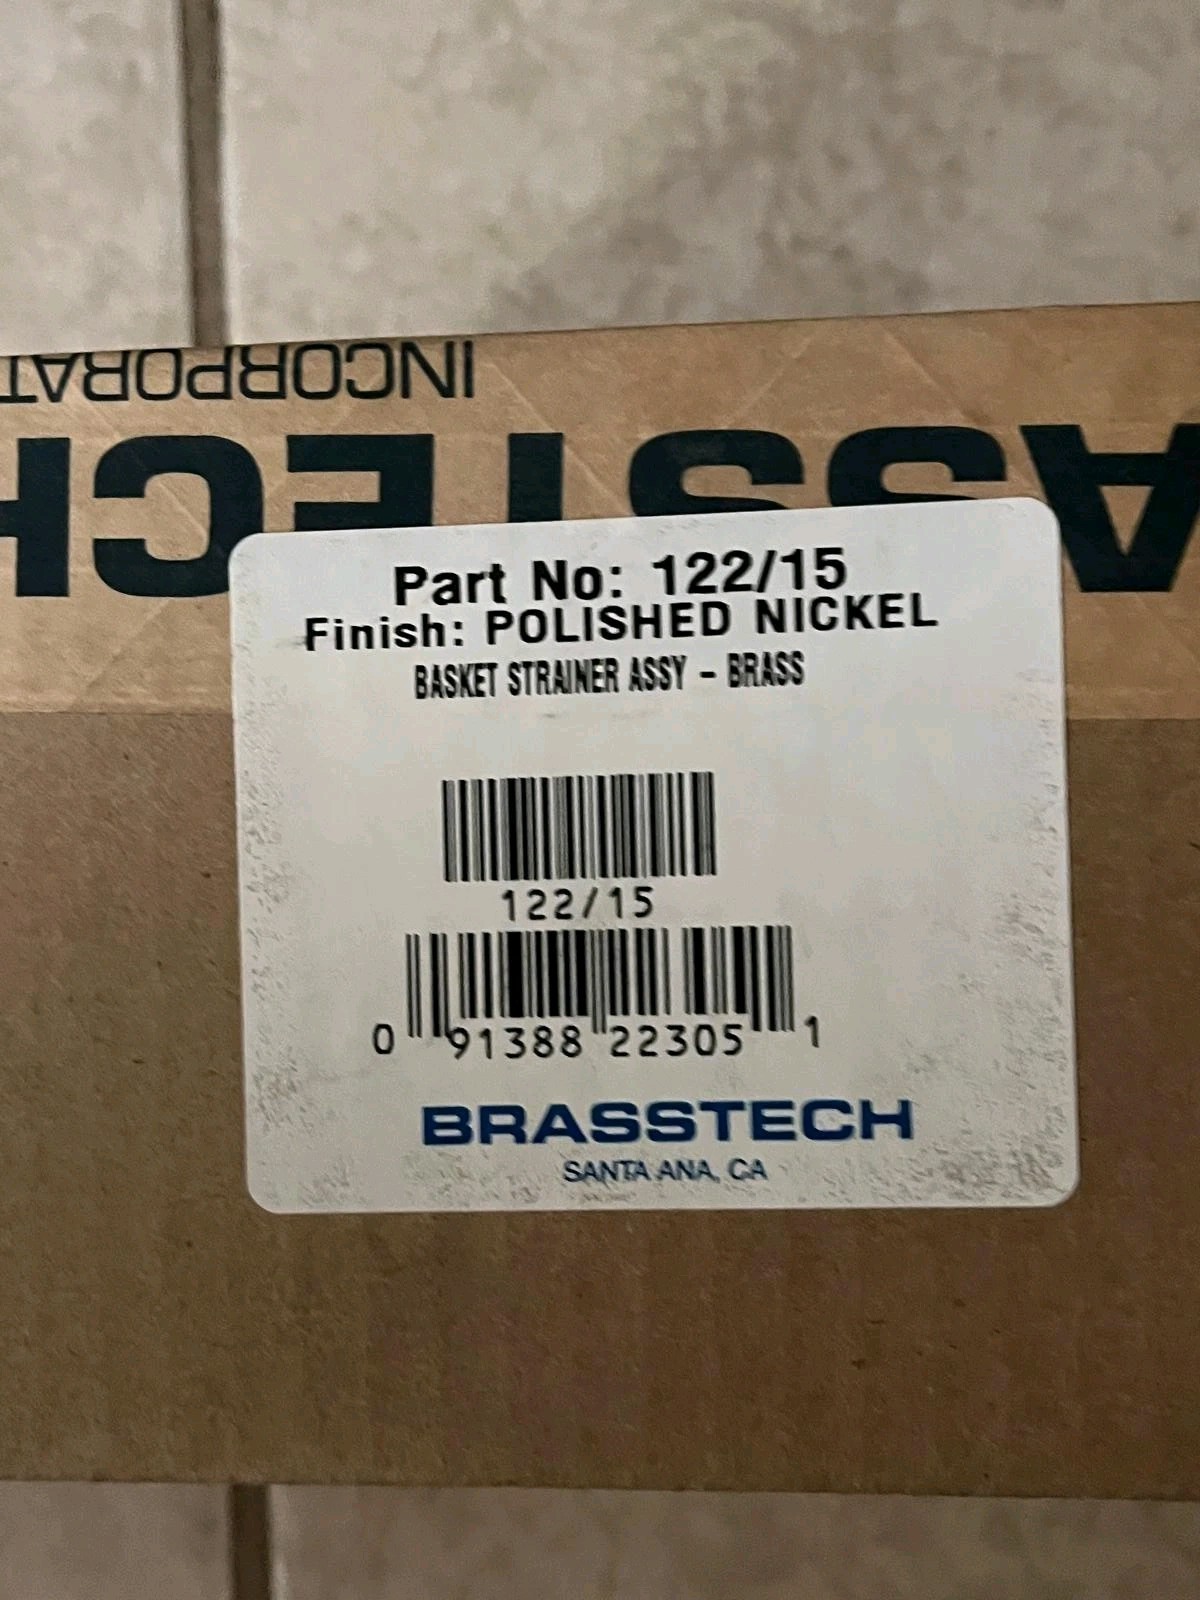 INCORPORAT
ASTECH
Part No: 122/15
Finish: POLISHED NICKEL
BASKET STRAINER ASSY - BRASS
122/15
0 91388 22305 1
BRASSTECH
SANTA ANA, CA